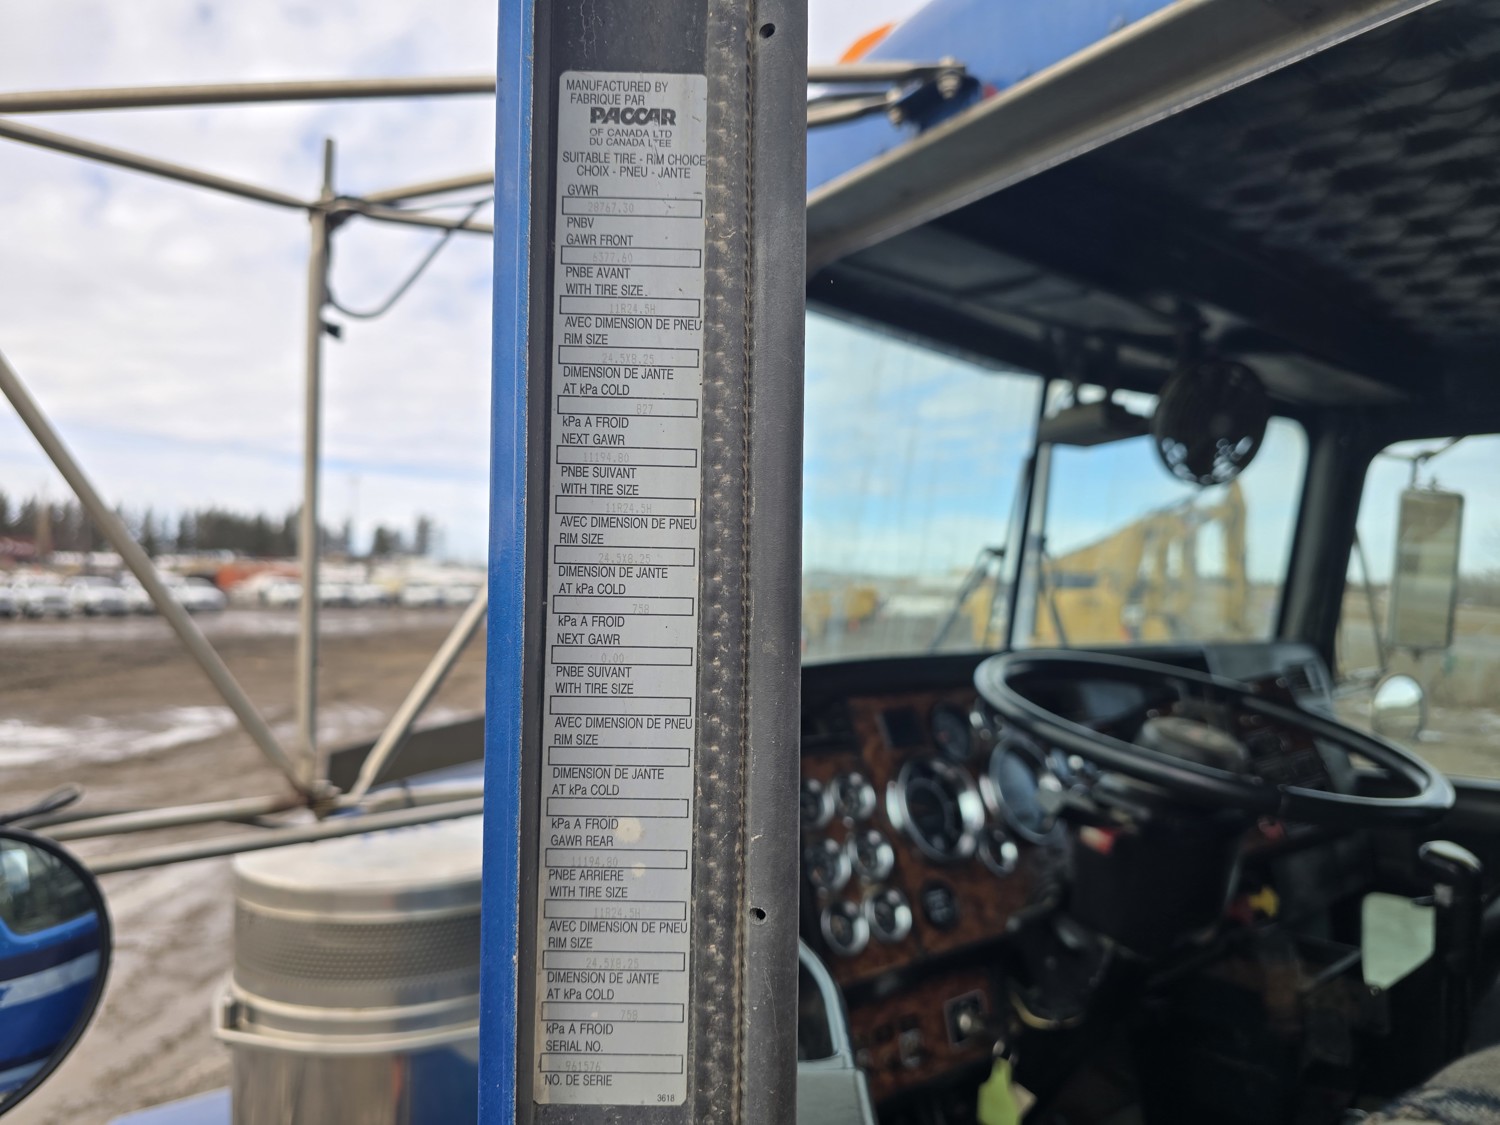 MANUFACTURED BY
FABRIQUE PAR
PACCAR
OF CANADA LTD
DU CANADA LTEE
SUITABLE TIRE - RIM CHOICE
CHOIX - PNEU - JANTE
GVWR
28767.30
PNBV
GAWR FRONT
6377.60
PNBE AVANT
WITH TIRE SIZE
11R24.5H
AVEC DIMENSION DE PNEU
RIM SIZE
24.5X8.25
DIMENSION DE JANTE
AT kPa COLD
827
kPa A FROID
NEXT GAWR
11194.80
PNBE SUIVANT
WITH TIRE SIZE
11R24.5H
AVEC DIMENSION DE PNEU
RIM SIZE
24.5X8.25
DIMENSION DE JANTE
AT kPa COLD
758
kPa A FROID
NEXT GAWR
0.00
PNBE SUIVANT
WITH TIRE SIZE
AVEC DIMENSION DE PNEU
RIM SIZE
DIMENSION DE JANTE
AT kPa COLD
kPa A FROID
GAWR REAR
11194.80
PNBE ARRIERE
WITH TIRE SIZE
11R24.5H
AVEC DIMENSION DE PNEU
RIM SIZE
24.5X8.25
DIMENSION DE JANTE
AT kPa COLD
758
kPa A FROID
SERIAL NO.
961576
NO. DE SERIE
3618